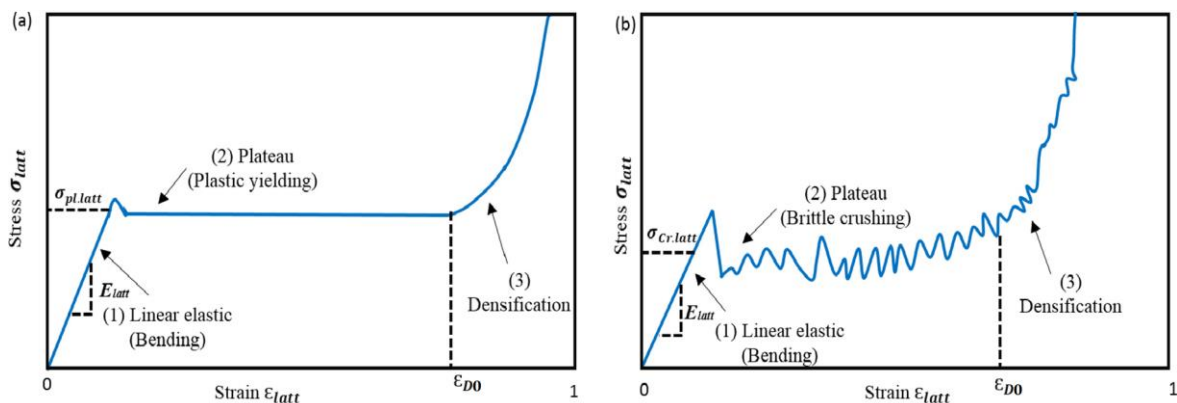 (a)
Stress σlatt
(2) Plateau
(Plastic yielding)
σpl.latt
Elatt
(1) Linear elastic
(Bending)
(3)
Densification
εD0
0
Strain εlatt
1
(b)
Stress σlatt
(2) Plateau
(Brittle crushing)
σCr.latt
Elatt
(1) Linear elastic
(Bending)
(3)
Densification
εD0
0
Strain εlatt
1